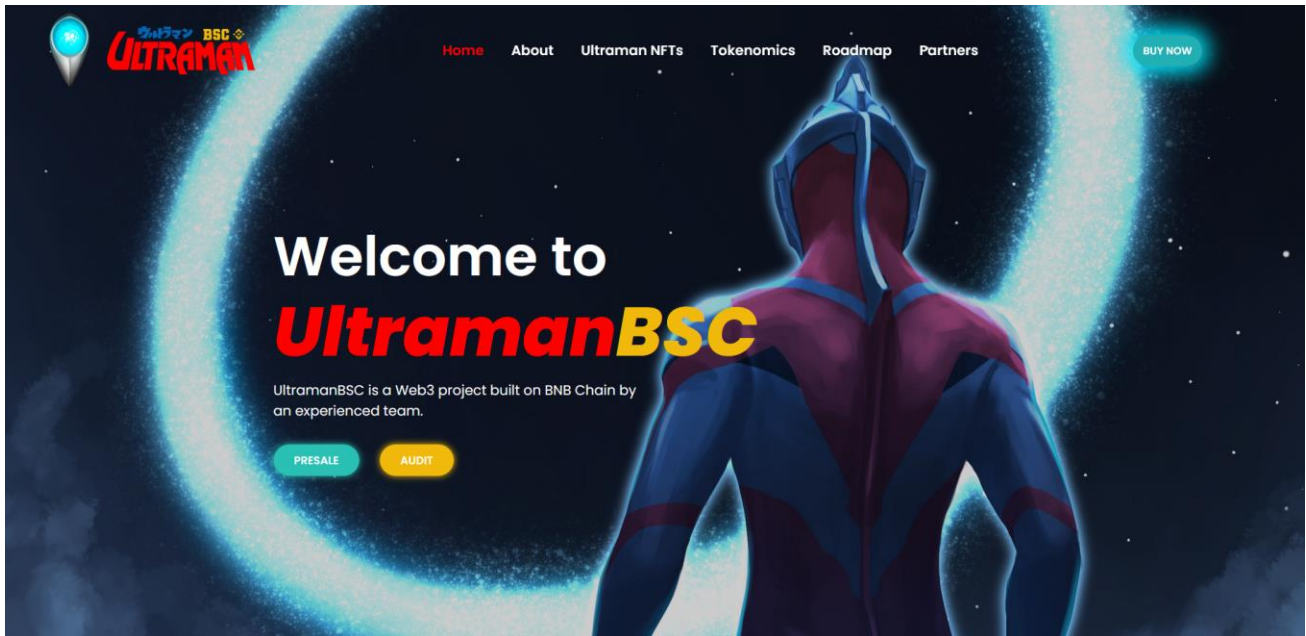 ウルトラマン BSC
ULTRAMAN
Home About Ultraman NFTs Tokenomics Roadmap Partners
BUY NOW
Welcome to
UltramanBSC
UltramanBSC is a Web3 project built on BNB Chain by
an experienced team.
PRESALE AUDIT